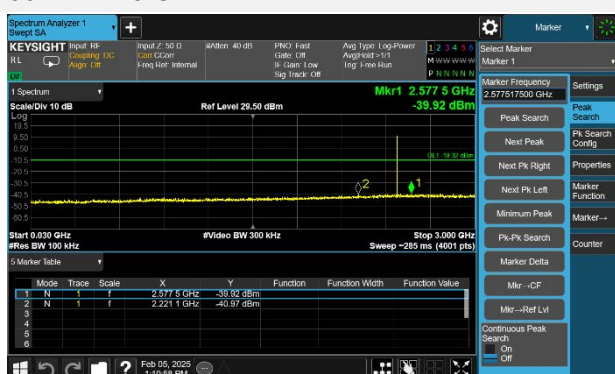 Spectrum Analyzer 1
Swept SA
Marker
KEYSIGHT
RL
Input: RF
Coupling: DC
Align: Off
Input Z: 50 Ω
Corr CCorr
Freq Ref: Internal
#Atten: 40 dB
PNO: Fast
Gate: Off
IF Gain: Low
Sig Track: Off
Avg Type: Log-Power
Avg|Hold >1/1
Trig: Free Run
1 2 3 4 5 6
M W W W W W
P N N N N N
Select Marker
Marker 1
1 Spectrum
Scale/Div 10 dB
Log
Ref Level 29.50 dBm
Mkr1 2.577 5 GHz
-39.92 dBm
19.5
9.50
0.50
-10.5
-20.5
-30.5
-40.5
-50.5
-60.5
2
1
Start 0.030 GHz
#Res BW 100 kHz
#Video BW 300 kHz
Stop 3.000 GHz
Sweep ~285 ms (4001 pts)
5 Marker Table
Mode Trace Scale X Y Function Function Width Function Value
1 N 1 f 2.577 5 GHz -39.92 dBm
2 N 1 f 2.221 1 GHz -40.97 dBm
3
4
5
6
Marker Frequency
2.577517500 GHz
Peak Search
Next Peak
Next Pk Right
Next Pk Left
Minimum Peak
Pk-Pk Search
Marker Delta
Mkr→CF
Mkr→Ref Lvl
Continuous Peak
Search
On
Off
Settings
Peak
Search
Pk Search
Config
Properties
Marker
Function
Marker→
Counter
?
Feb 05, 2025